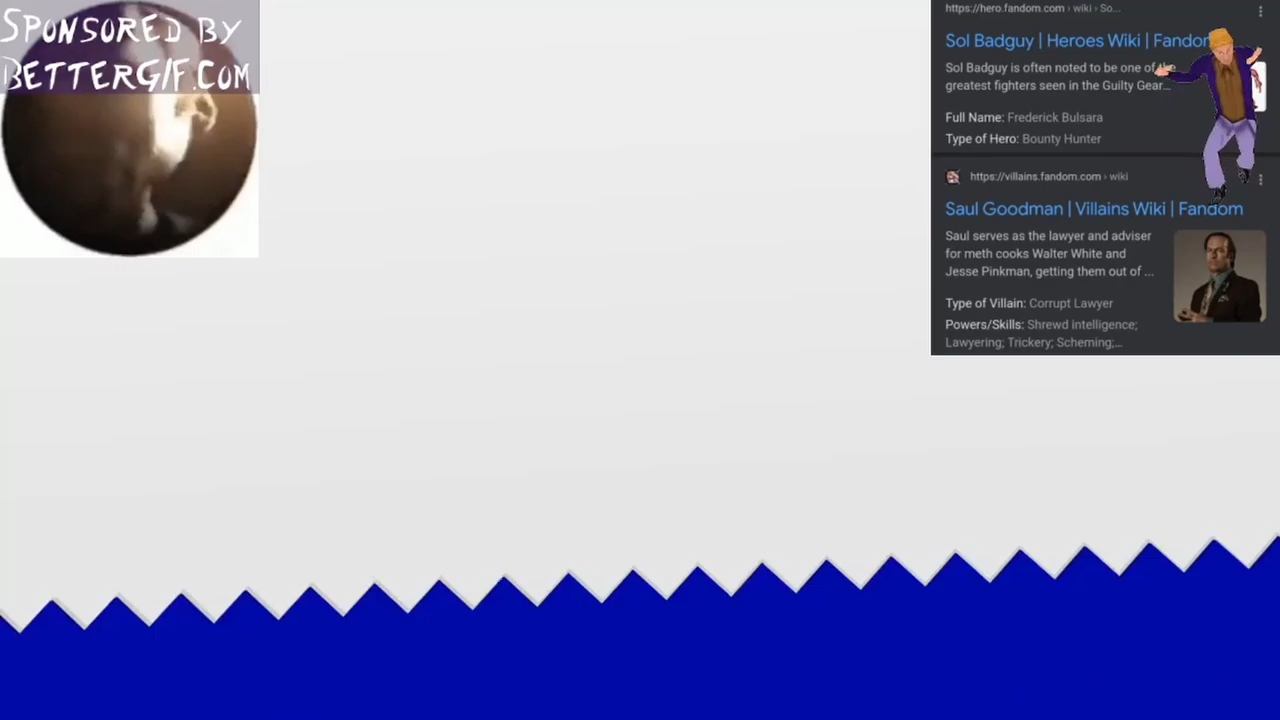 SPONSORED BY
BETTERGIF.COM
https://hero.fandom.com › wiki › So...
Sol Badguy | Heroes Wiki | Fandom
Sol Badguy is often noted to be one of the
greatest fighters seen in the Guilty Gear...
Full Name: Frederick Bulsara
Type of Hero: Bounty Hunter
https://villains.fandom.com › wiki
Saul Goodman | Villains Wiki | Fandom
Saul serves as the lawyer and adviser
for meth cooks Walter White and
Jesse Pinkman, getting them out of ...
Type of Villain: Corrupt Lawyer
Powers/Skills: Shrewd intelligence;
Lawyering; Trickery; Scheming;...